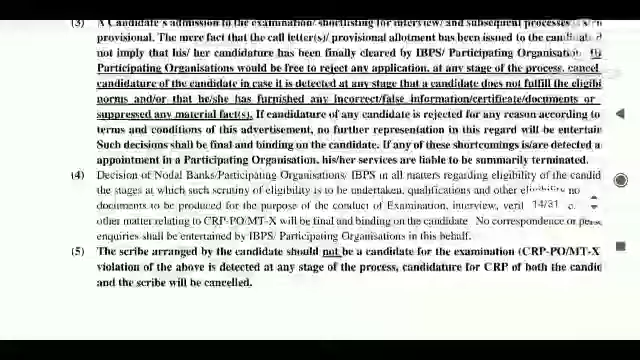 (3) A Candidate's admission to the examination/ shortlisting for interview/ and subsequent processes
provisional. The mere fact that the call letter(s)/ provisional allotment has been issued to the
not imply that his/ her candidature has been finally cleared by IBPS/ Participating Organisation.
Participating Organisations would be free to reject any application, at any stage of the process, cancel
candidature of the candidate in case it is detected at any stage that a candidate does not fulfill the eligibi
norms and/or that he/she has furnished any incorrect/false information/certificate/documents or
suppressed any material fact(s). If candidature of any candidate is rejected for any reason according to
terms and conditions of this advertisement, no further representation in this regard will be entertain
Such decisions shall be final and binding on the candidate. If any of these shortcomings is/are detected a
appointment in a Participating Organisation, his/her services are liable to be summarily terminated.
(4) Decision of Nodal Banks/Participating Organisations/ IBPS in all matters regarding eligibility of the candid
the stages at which such scrutiny of eligibility is to be undertaken, qualifications and other eligibility no
documents to be produced for the purpose of the conduct of Examination, interview, veri
14/31
other matter relating to CRP-PO/MT-X will be final and binding on the candidate. No correspondence or
enquiries shall be entertained by IBPS/ Participating Organisations in this behalf.
(5) The scribe arranged by the candidate should not be a candidate for the examination (CRP-PO/MT-X
violation of the above is detected at any stage of the process, candidature for CRP of both the candid
and the scribe will be cancelled.